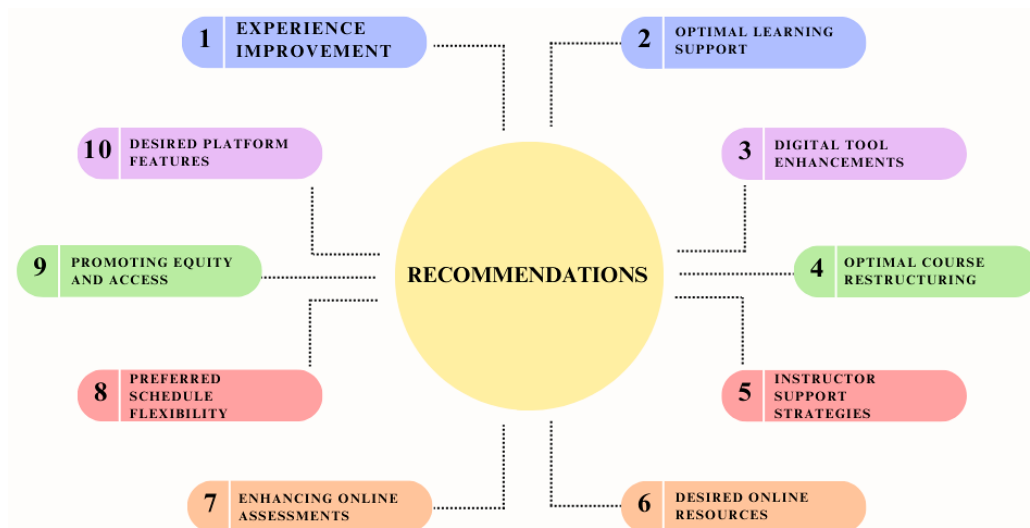 1
EXPERIENCE
IMPROVEMENT
2
OPTIMAL LEARNING
SUPPORT
10
DESIRED PLATFORM
FEATURES
3
DIGITAL TOOL
ENHANCEMENTS
9
PROMOTING EQUITY
AND ACCESS
RECOMMENDATIONS
4
OPTIMAL COURSE
RESTRUCTURING
8
PREFERRED
SCHEDULE
FLEXIBILITY
5
INSTRUCTOR
SUPPORT
STRATEGIES
7
ENHANCING ONLINE
ASSESSMENTS
6
DESIRED ONLINE
RESOURCES